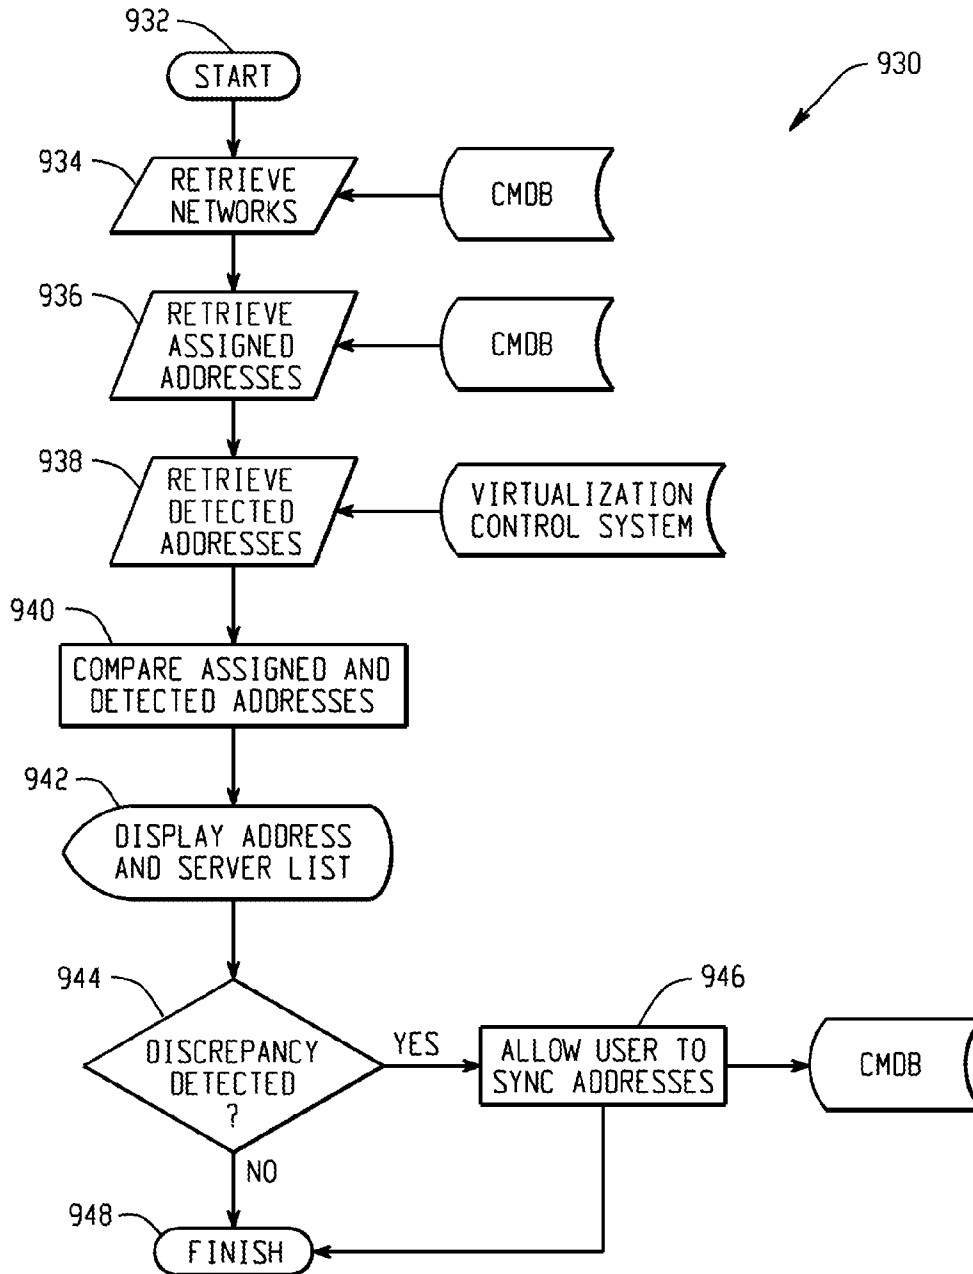 932
START
930
934
RETRIEVE
NETWORKS
CMDB
936
RETRIEVE
ASSIGNED
ADDRESSES
CMDB
938
RETRIEVE
DETECTED
ADDRESSES
VIRTUALIZATION
CONTROL SYSTEM
940
COMPARE ASSIGNED AND
DETECTED ADDRESSES
942
DISPLAY ADDRESS
AND SERVER LIST
944
DISCREPANCY
DETECTED
?
YES
946
ALLOW USER TO
SYNC ADDRESSES
CMDB
NO
948
FINISH